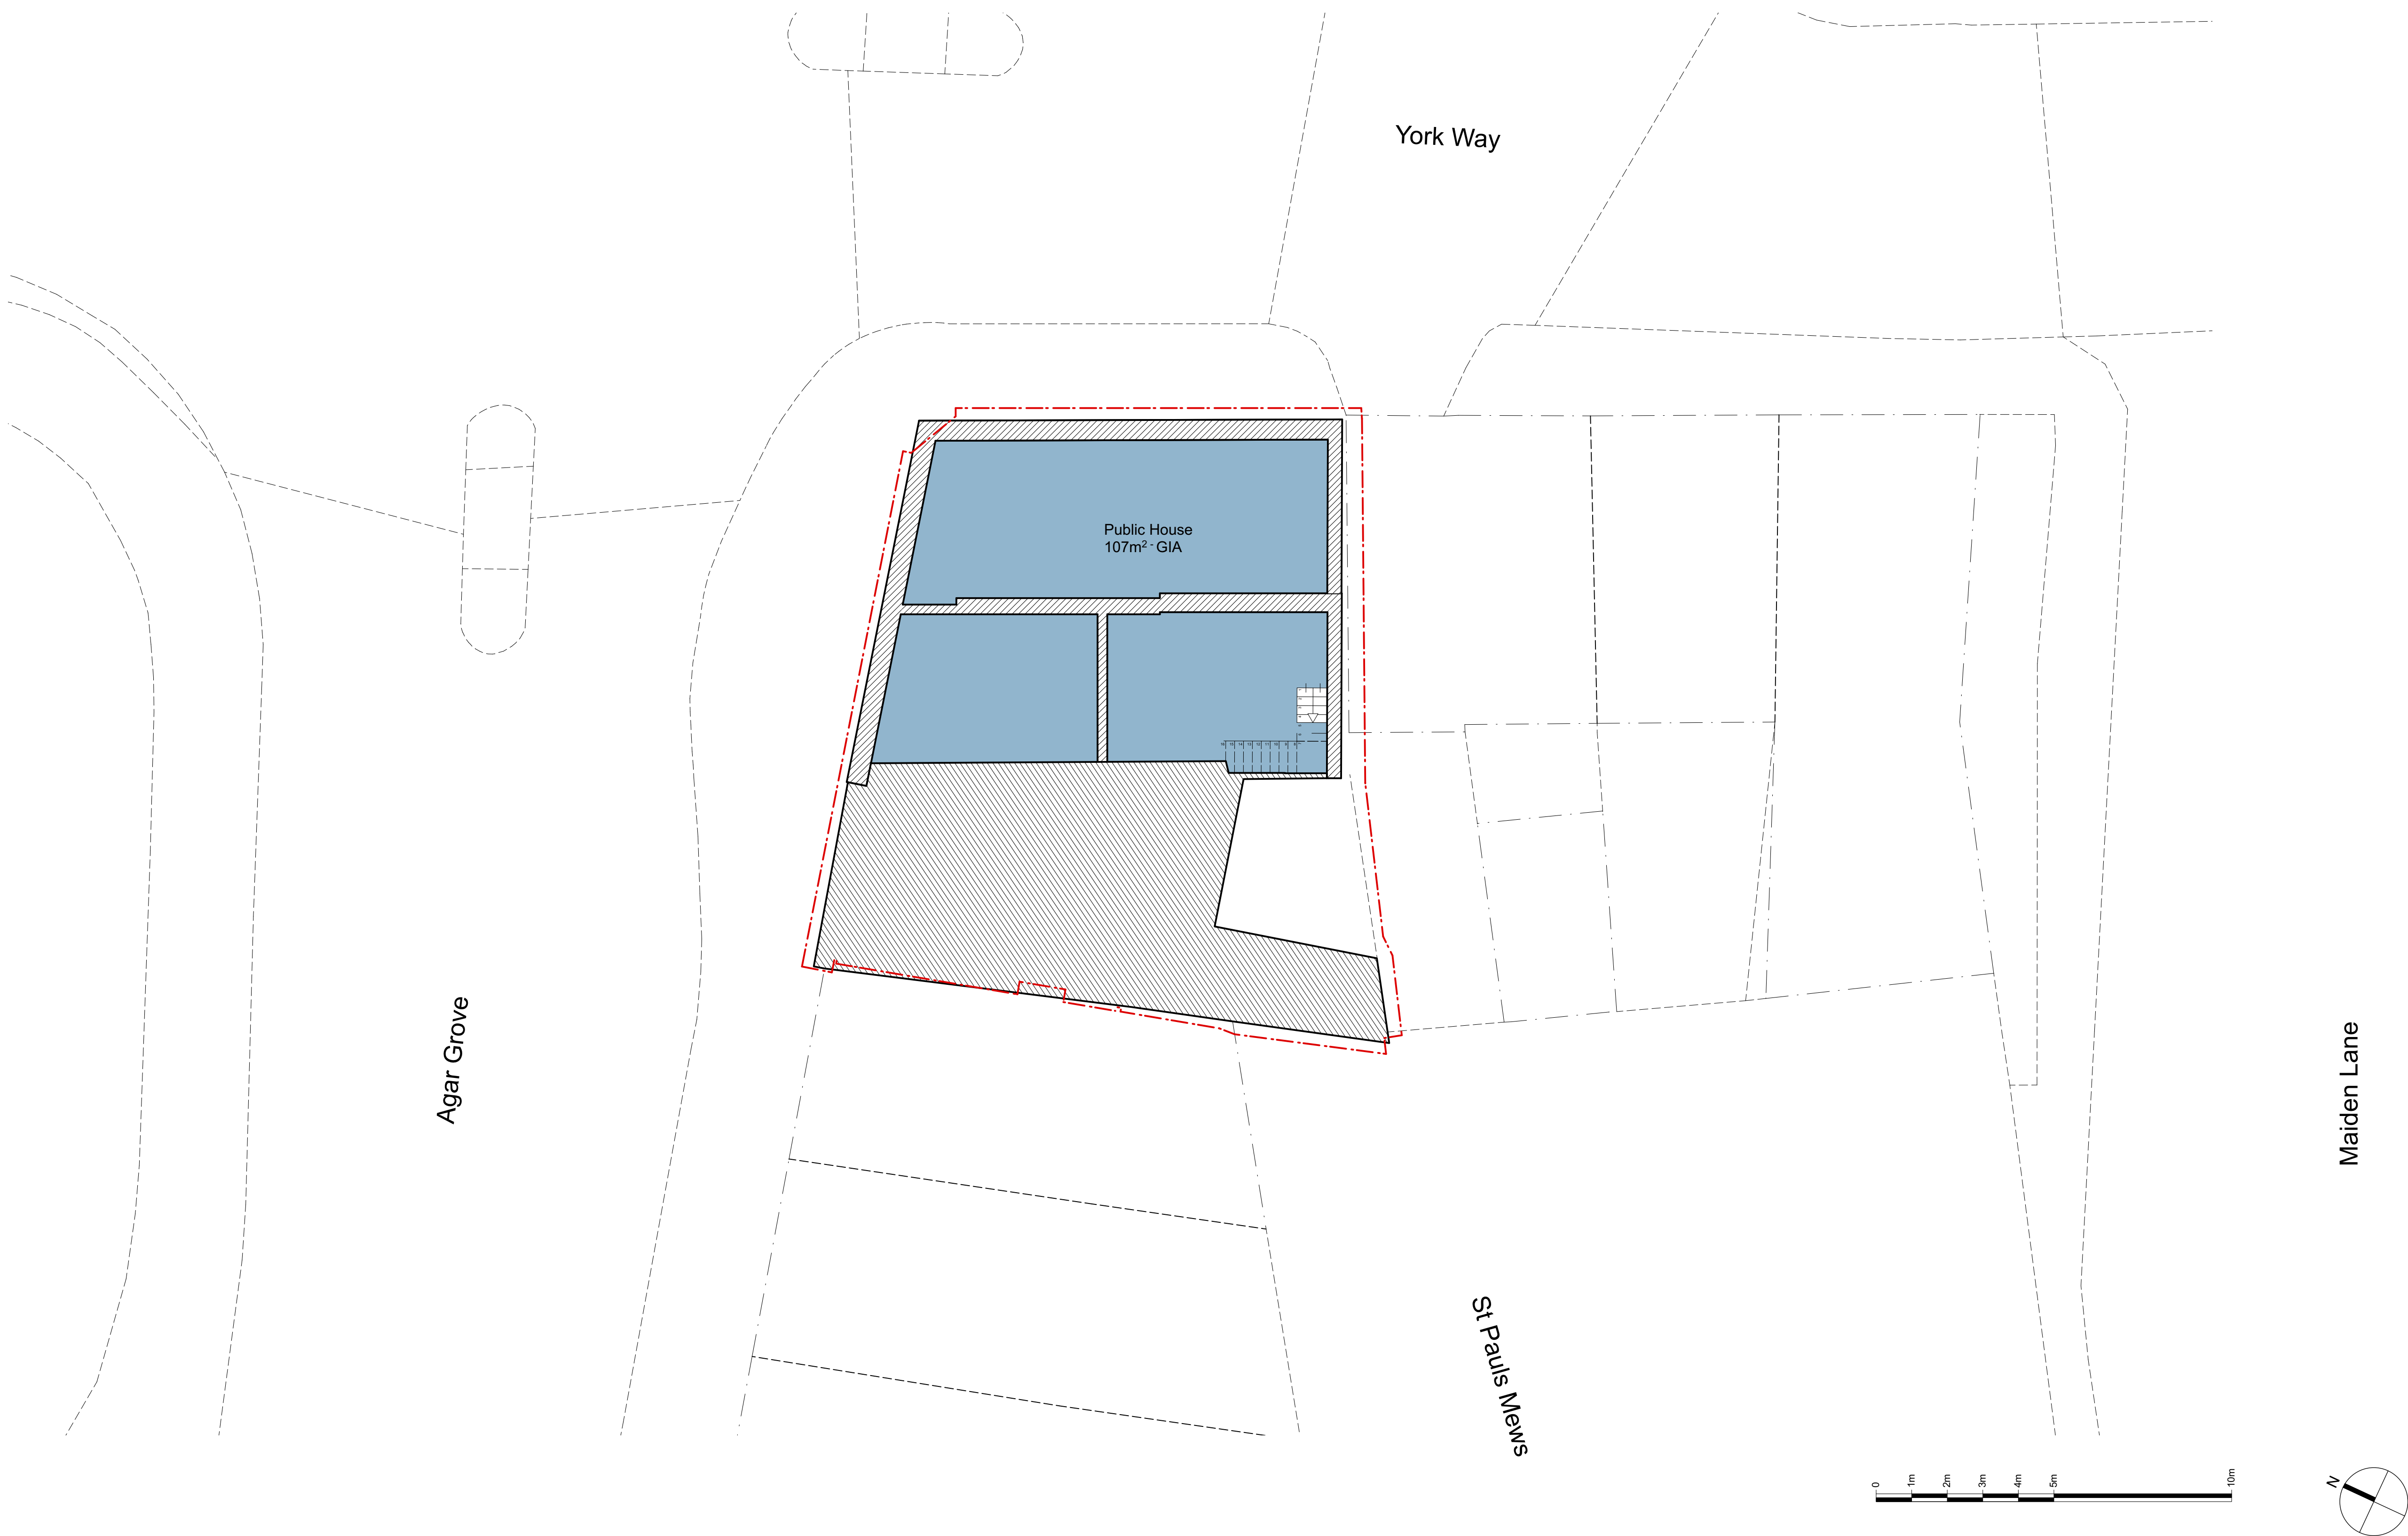 York Way
Public House
107m² - GIA
Agar Grove
Maiden Lane
St Pauls Mews
0
1m
2m
3m
4m
5m
10m
N